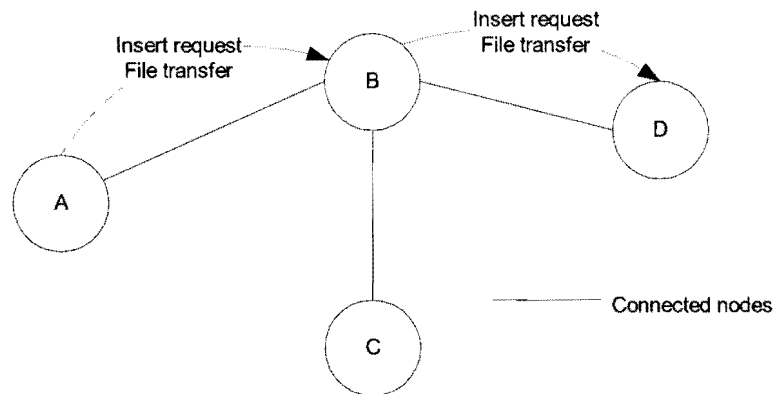 Insert request
File transfer
Insert request
File transfer
B
D
A
Connected nodes
C